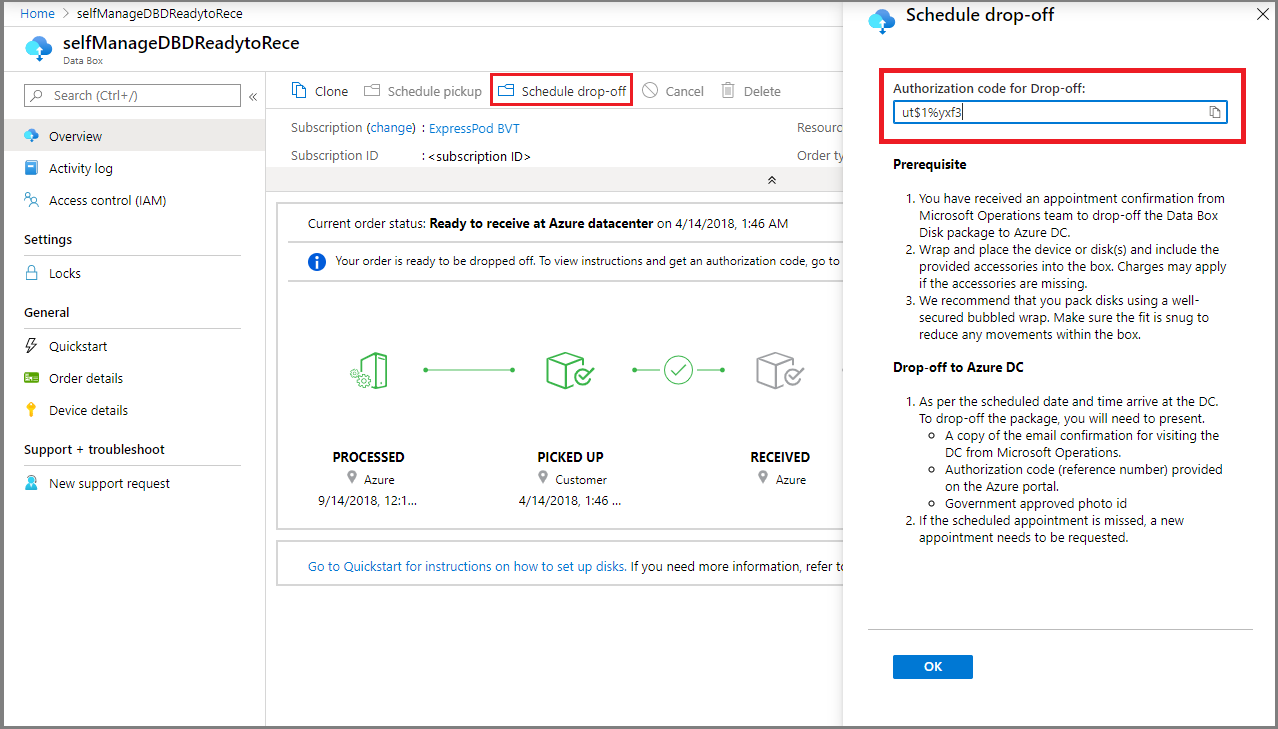 Home > selfManageDBDReadytoRece
selfManageDBDReadytoRece
Data Box
Search (Ctrl+/)
«
Overview
Activity log
Access control (IAM)
Settings
Locks
General
Quickstart
Order details
Device details
Support + troubleshoot
New support request
Clone
Schedule pickup
Schedule drop-off
Cancel
Delete
Subscription (change) : ExpressPod BVT
Resourc
Subscription ID : <subscription ID>
Order ty
Current order status: Ready to receive at Azure datacenter on 4/14/2018, 1:46 AM
Your order is ready to be dropped off. To view instructions and get an authorization code, go to
PROCESSED
Azure
9/14/2018, 12:1...
PICKED UP
Customer
4/14/2018, 1:46 ...
RECEIVED
Azure
Go to Quickstart for instructions on how to set up disks. If you need more information, refer to
Schedule drop-off
Authorization code for Drop-off:
ut$1%yxf3
Prerequisite
1. You have received an appointment confirmation from
Microsoft Operations team to drop-off the Data Box
Disk package to Azure DC.
2. Wrap and place the device or disk(s) and include the
provided accessories into the box. Charges may apply
if the accessories are missing.
3. We recommend that you pack disks using a well-
secured bubbled wrap. Make sure the fit is snug to
reduce any movements within the box.
Drop-off to Azure DC
1. As per the scheduled date and time arrive at the DC.
To drop-off the package, you will need to present.
A copy of the email confirmation for visiting the
DC from Microsoft Operations.
Authorization code (reference number) provided
on the Azure portal.
Government approved photo id
2. If the scheduled appointment is missed, a new
appointment needs to be requested.
OK